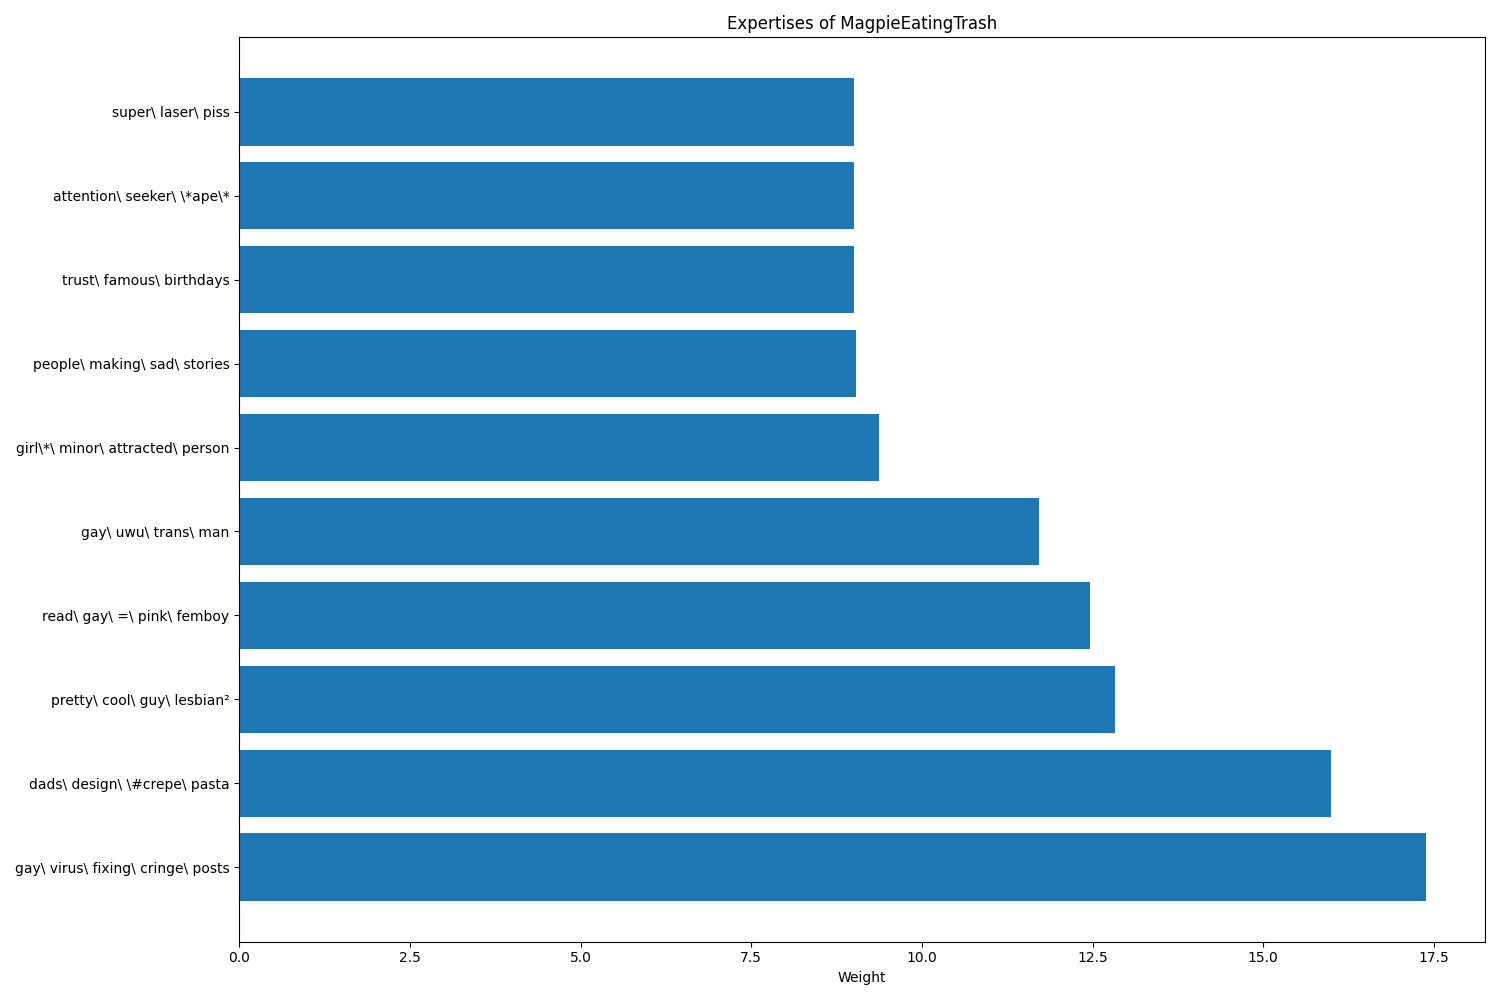 Expertises of MagpieEatingTrash
super\ laser\ piss
attention\ seeker\ \*ape\*
trust\ famous\ birthdays
people\ making\ sad\ stories
girl\*\ minor\ attracted\ person
gay\ uwu\ trans\ man
read\ gay\ =\ pink\ femboy
pretty\ cool\ guy\ lesbian²
dads\ design\ \#crepe\ pasta
gay\ virus\ fixing\ cringe\ posts
0.0 2.5 5.0 7.5 10.0 12.5 15.0 17.5
Weight